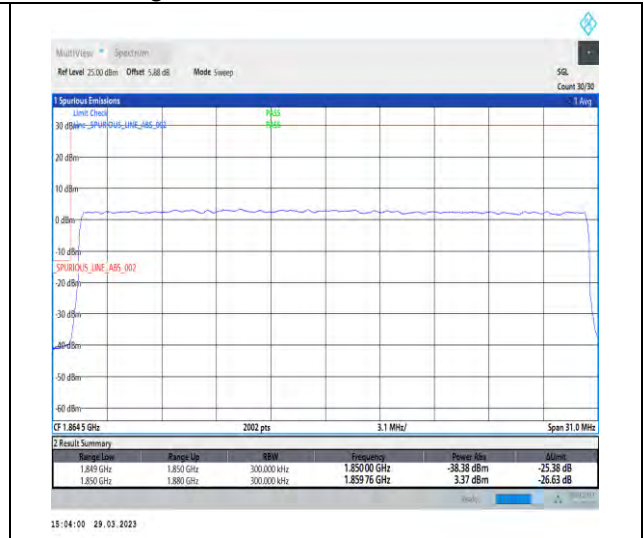 MultiView Spectrum
Ref Level 25.00 dBm Offset 5.88 dB Mode Sweep SGL
Count 30/30
1 Spurious Emissions 1 Avg
Limit Check PASS
30 dBm _SPURIOUS_LINE_ABS_002 PASS
20 dBm
10 dBm
0 dBm
-10 dBm
_SPURIOUS_LINE_ABS_002
-20 dBm
-30 dBm
-40 dBm
-50 dBm
-60 dBm
CF 1.8645 GHz 2002 pts 3.1 MHz/ Span 31.0 MHz
2 Result Summary
Range Low Range Up RBW Frequency Power Abs ΔLimit
1.849 GHz 1.850 GHz 300.000 kHz 1.85000 GHz -38.38 dBm -25.38 dB
1.850 GHz 1.880 GHz 300.000 kHz 1.85976 GHz 3.37 dBm -26.63 dB
Ready
15:04:00 29.03.2023